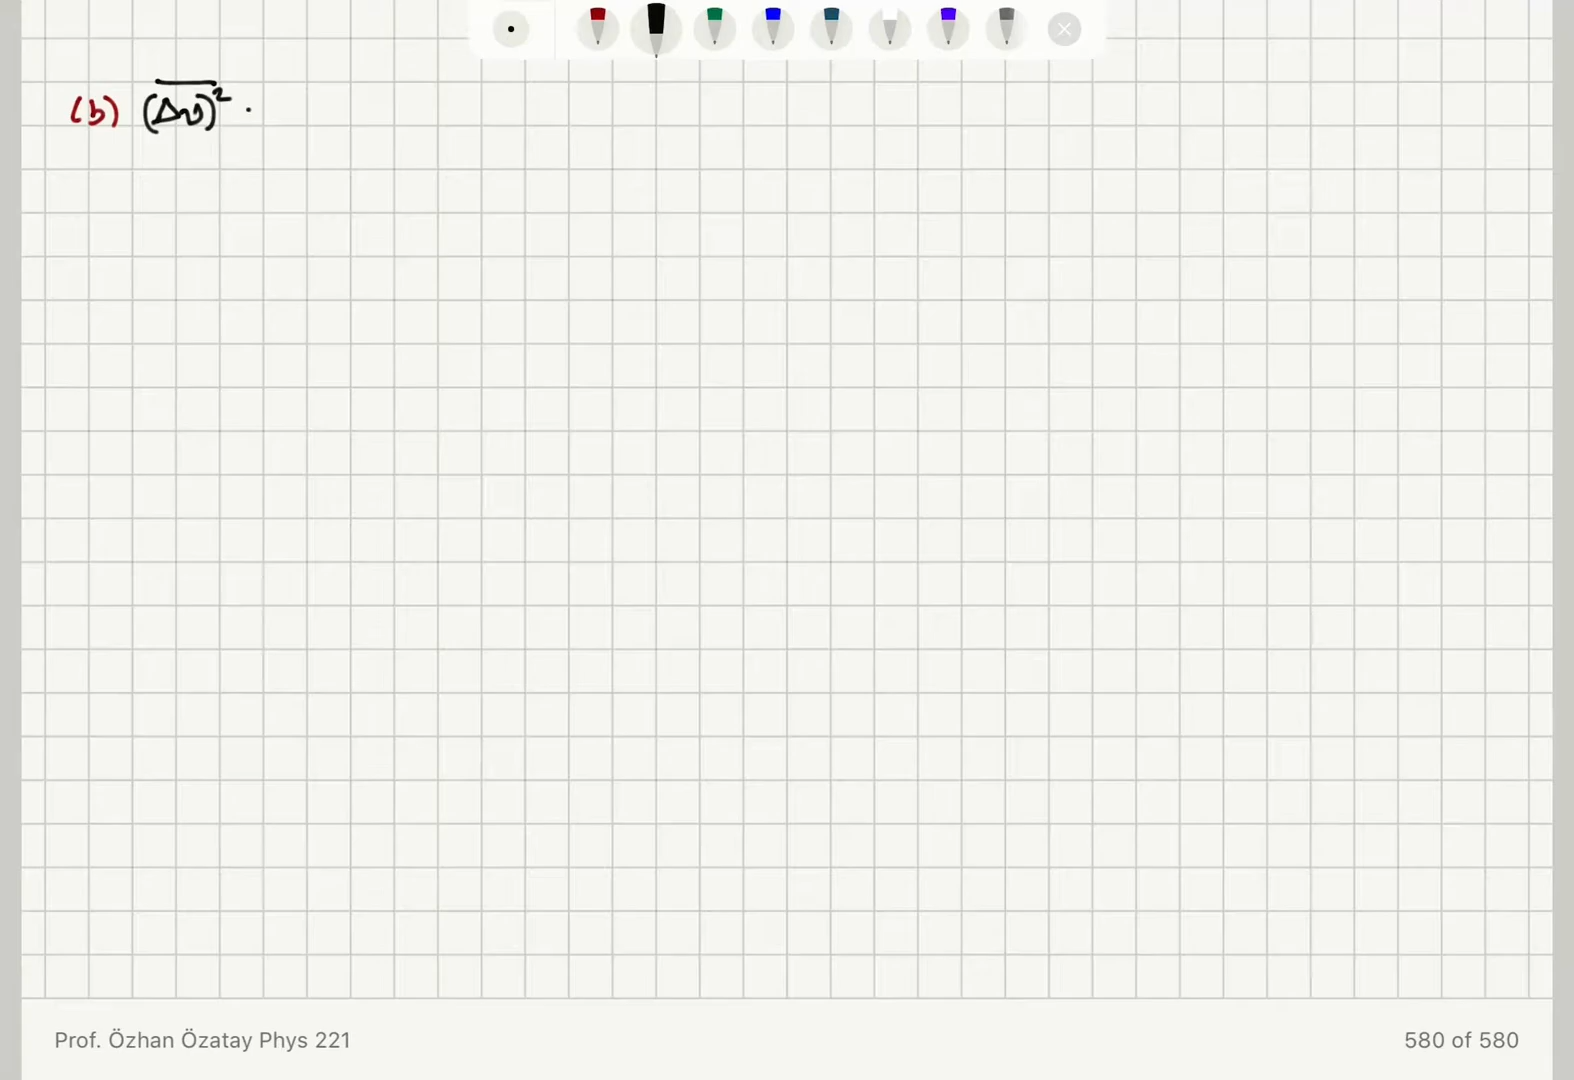 (b) $\overline{(\Delta v)^2}$ ·
Prof. Özhan Özatay Phys 221
580 of 580